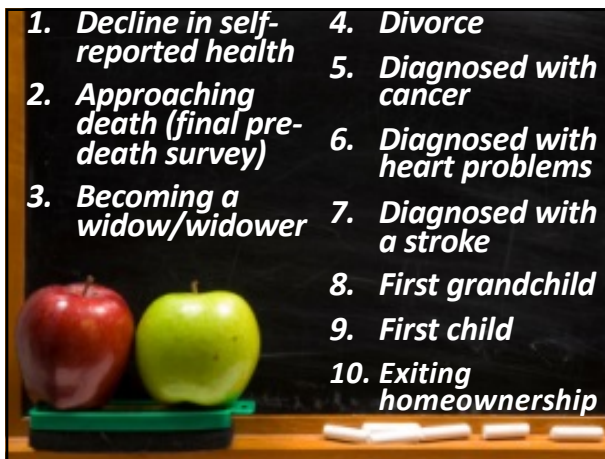 1. Decline in self-
reported health
2. Approaching
death (final pre-
death survey)
3. Becoming a
widow/widower
4. Divorce
5. Diagnosed with
cancer
6. Diagnosed with
heart problems
7. Diagnosed with
a stroke
8. First grandchild
9. First child
10. Exiting
homeownership